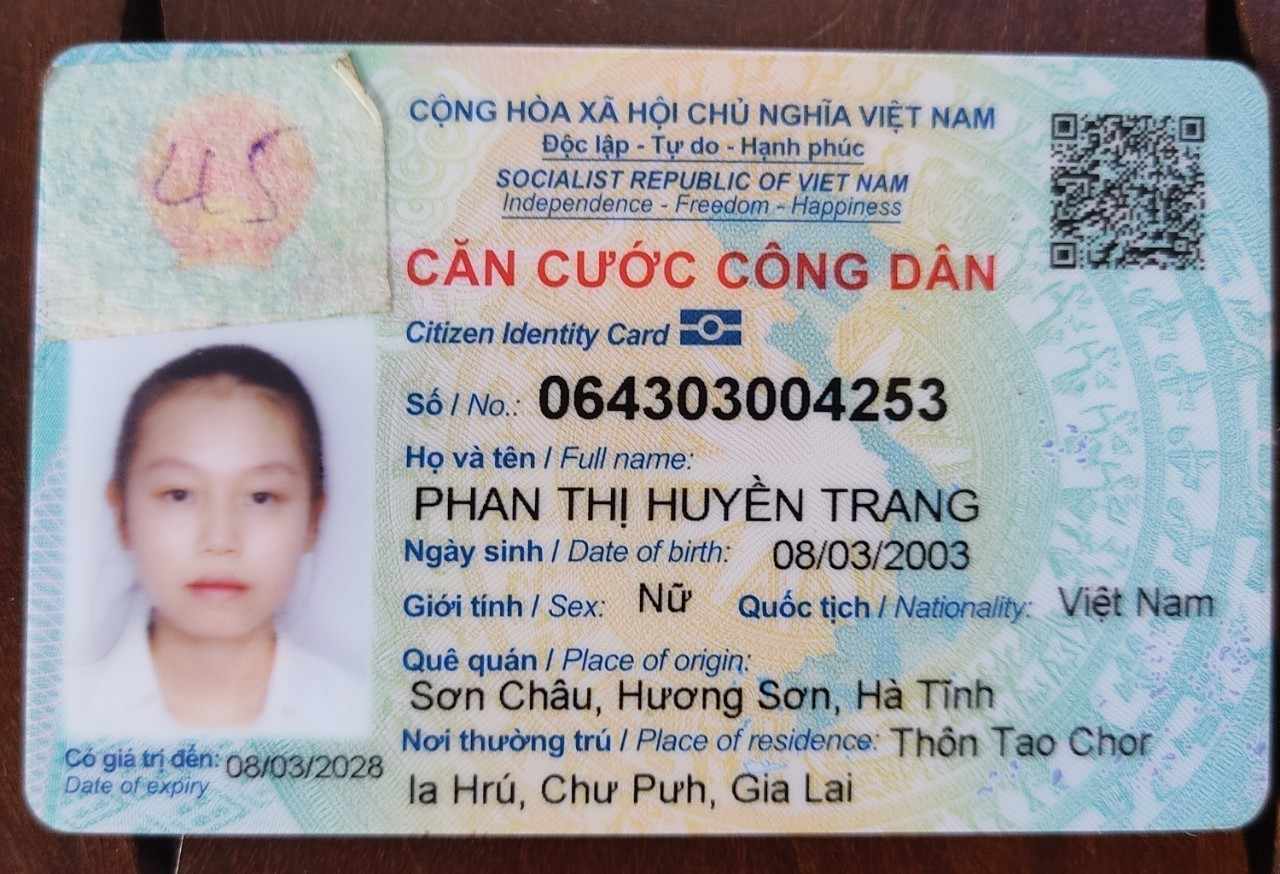 45
CỘNG HÒA XÃ HỘI CHỦ NGHĨA VIỆT NAM
Độc lập - Tự do - Hạnh phúc
SOCIALIST REPUBLIC OF VIET NAM
Independence - Freedom - Happiness
CĂN CƯỚC CÔNG DÂN
Citizen Identity Card
Số / No.: 064303004253
Họ và tên / Full name:
PHAN THỊ HUYỀN TRANG
Ngày sinh / Date of birth: 08/03/2003
Giới tính / Sex: Nữ Quốc tịch / Nationality: Việt Nam
Quê quán / Place of origin:
Sơn Châu, Hương Sơn, Hà Tĩnh
Nơi thường trú / Place of residence: Thôn Tao Chor
Ia Hrú, Chư Pưh, Gia Lai
Có giá trị đến: 08/03/2028
Date of expiry